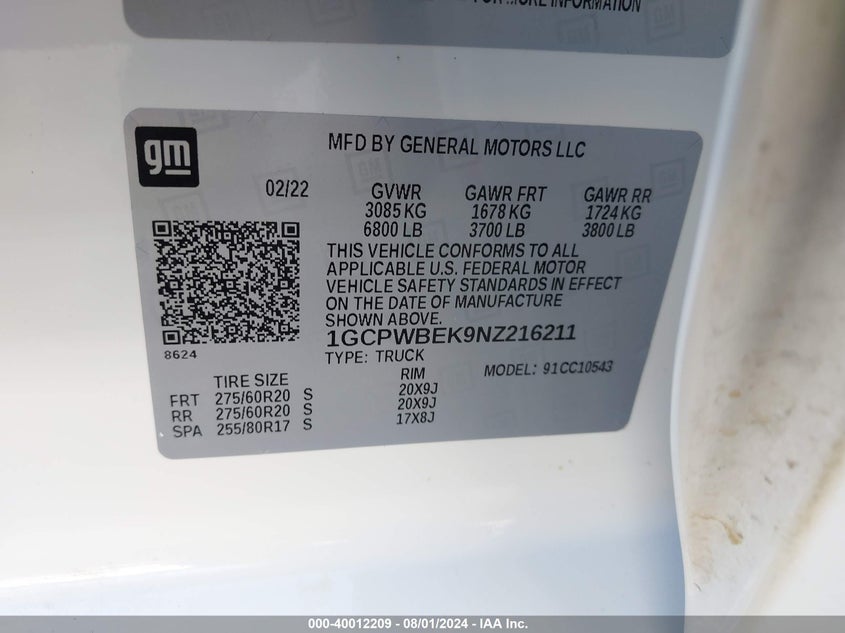 FOR MORE INFORMATION
gm
MFD BY GENERAL MOTORS LLC
02/22
GVWR GAWR FRT GAWR RR
3085 KG 1678 KG 1724 KG
6800 LB 3700 LB 3800 LB
THIS VEHICLE CONFORMS TO ALL
APPLICABLE U.S. FEDERAL MOTOR
VEHICLE SAFETY STANDARDS IN EFFECT
ON THE DATE OF MANUFACTURE
SHOWN ABOVE.
1GCPWBEK9NZ216211
8624
TYPE: TRUCK
MODEL: 91CC10543
TIRE SIZE RIM
FRT 275/60R20 S 20X9J
RR 275/60R20 S 20X9J
SPA 255/80R17 S 17X8J
000-40012209 - 08/01/2024 - IAA Inc.